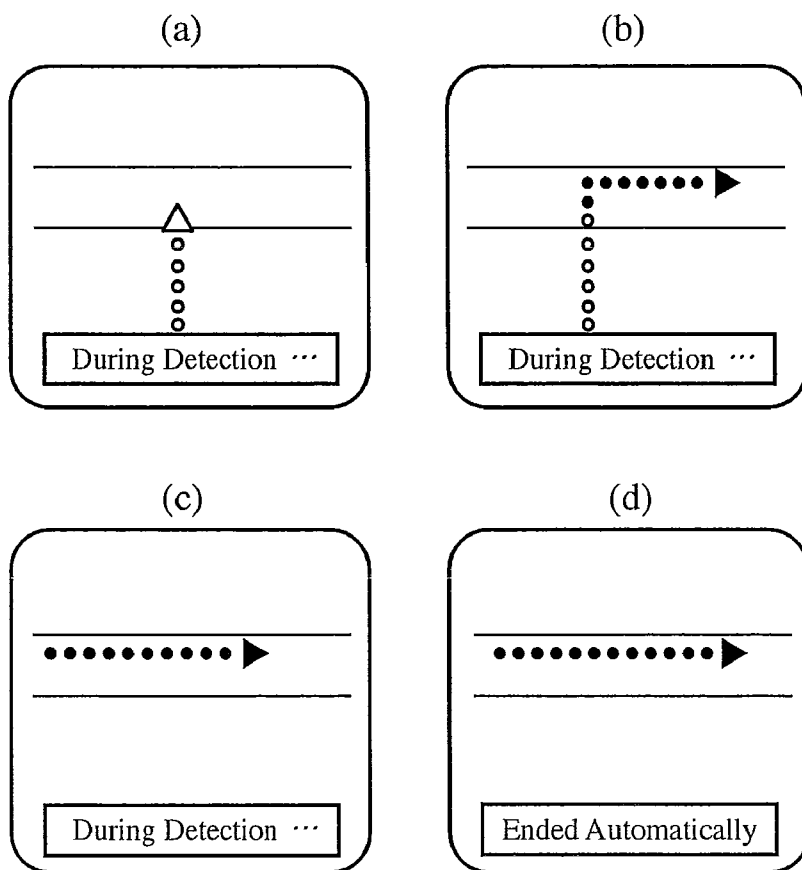 (a)
(b)
During Detection ···
During Detection ···
(c)
(d)
During Detection ···
Ended Automatically